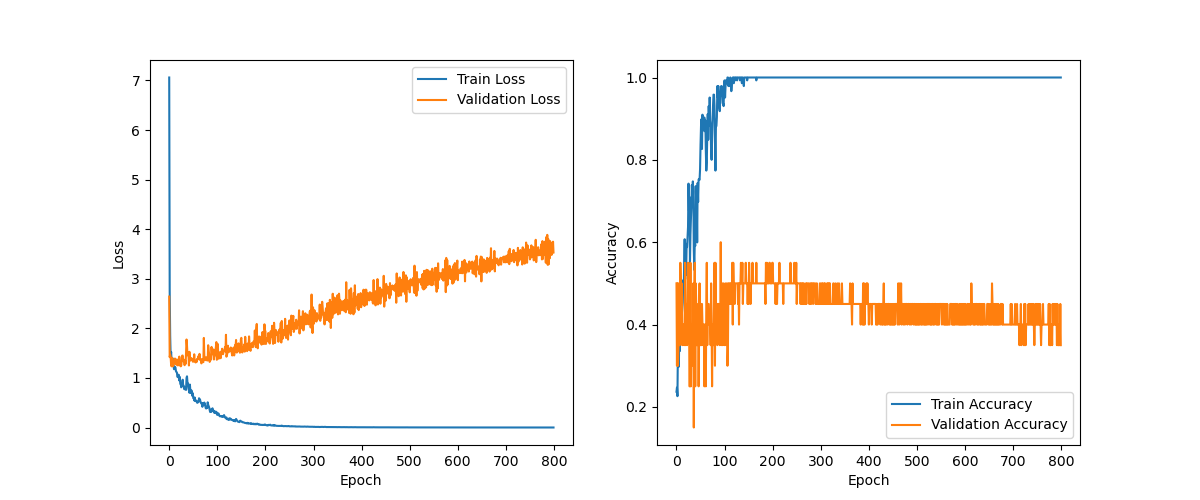 Train Loss
Validation Loss
7
6
5
4
3
2
1
0
Loss
0 100 200 300 400 500 600 700 800
Epoch
1.0
0.8
0.6
0.4
0.2
Accuracy
Train Accuracy
Validation Accuracy
0 100 200 300 400 500 600 700 800
Epoch